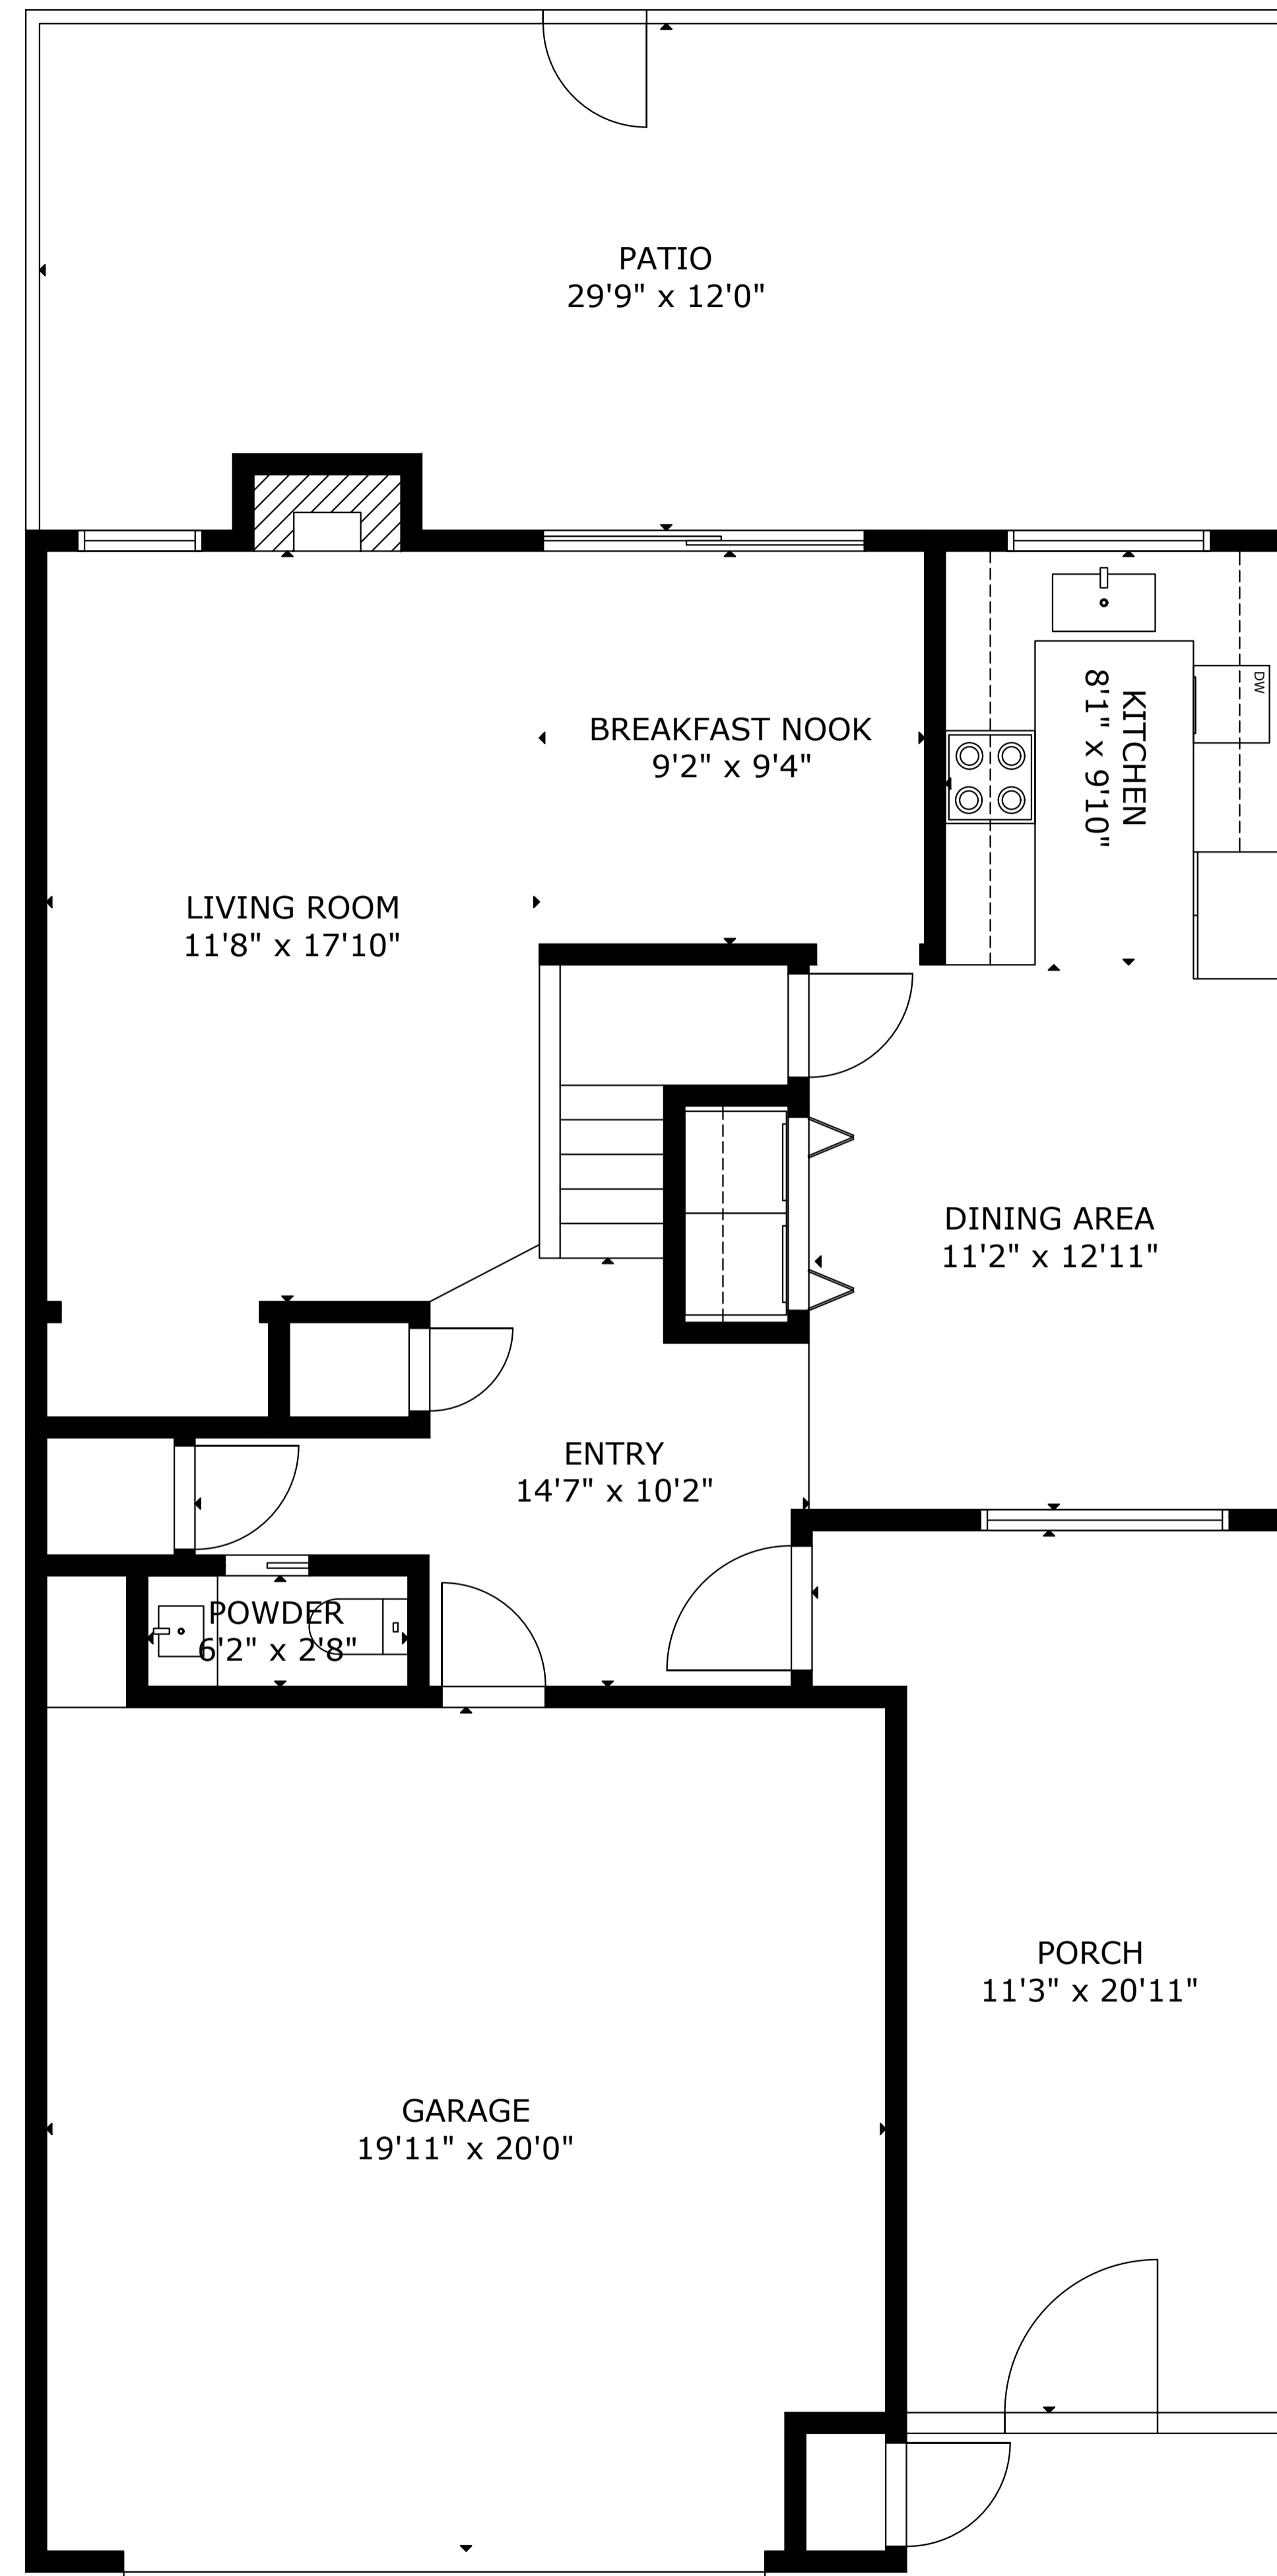 PATIO
29'9" x 12'0"
BREAKFAST NOOK
9'2" x 9'4"
KITCHEN
8'1" x 9'10"
DW
LIVING ROOM
11'8" x 17'10"
DINING AREA
11'2" x 12'11"
ENTRY
14'7" x 10'2"
POWDER
6'2" x 2'8"
PORCH
11'3" x 20'11"
GARAGE
19'11" x 20'0"